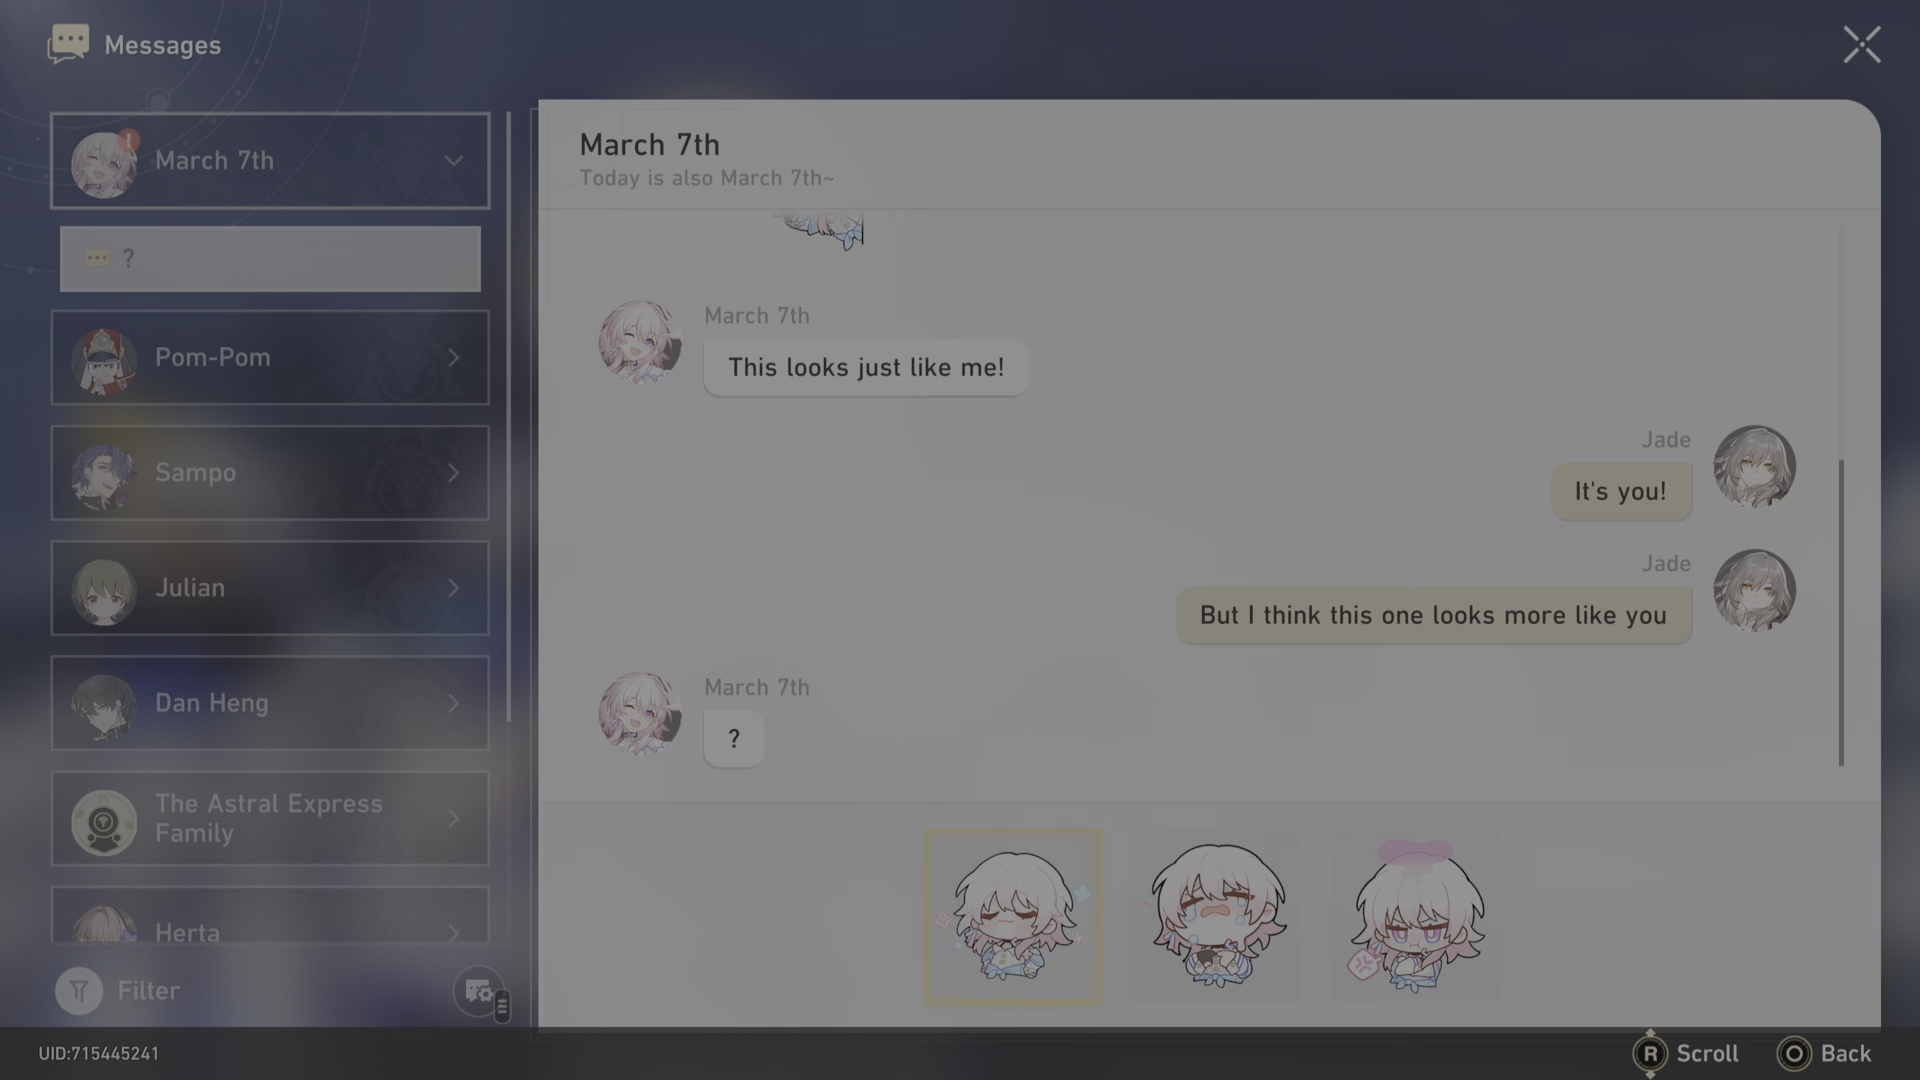 Messages
March 7th
?
Pom-Pom
Sampo
Julian
Dan Heng
The Astral Express
Family
Herta
Filter
March 7th
Today is also March 7th~
March 7th
This looks just like me!
Jade
It's you!
Jade
But I think this one looks more like you
March 7th
?
UID:715445241
R Scroll
Back